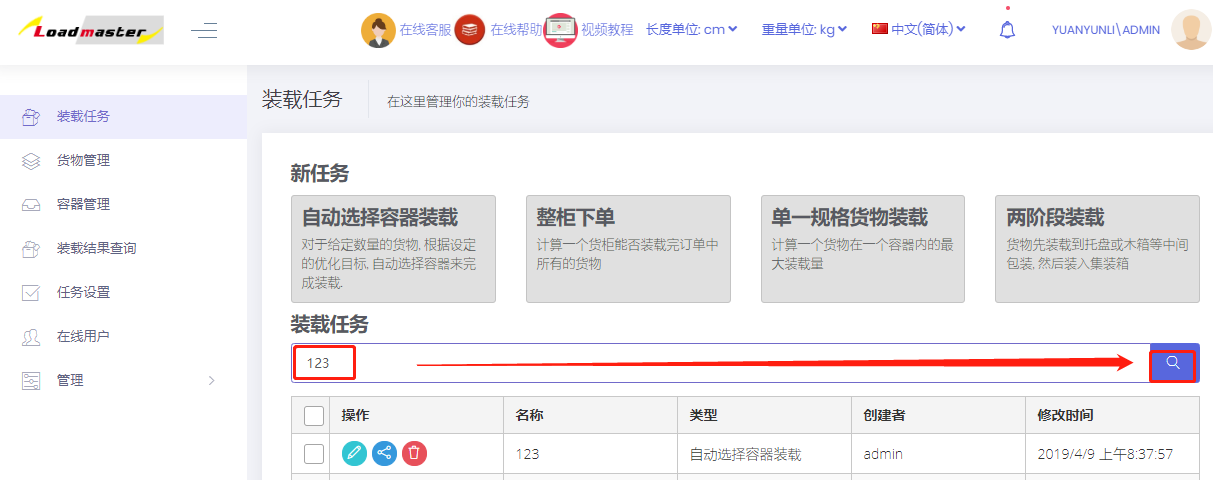 Loadmaster
在线客服
在线帮助
视频教程
长度单位: cm
重量单位: kg
中文(简体)
YUANYUNLI\ADMIN
装载任务
货物管理
容器管理
装载结果查询
任务设置
在线用户
管理
装载任务
在这里管理你的装载任务
新任务
自动选择容器装载
对于给定数量的货物, 根据设定
的优化目标, 自动选择容器来完
成装载.
整柜下单
计算一个货柜能否装载完订单中
所有的货物
单一规格货物装载
计算一个货物在一个容器内的最
大装载量
两阶段装载
货物先装载到托盘或木箱等中间
包装, 然后装入集装箱
装载任务
123
操作 名称 类型 创建者 修改时间
123 自动选择容器装载 admin 2019/4/9 上午8:37:57